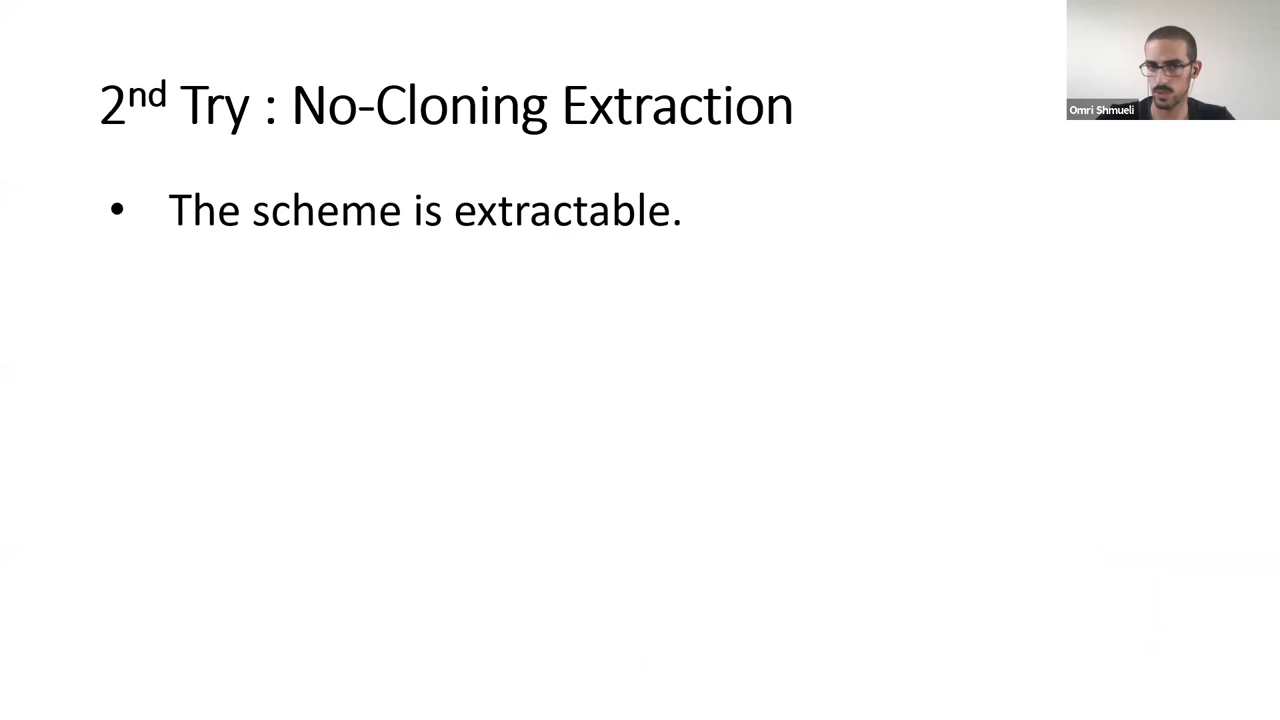 2nd Try : No-Cloning Extraction
Omri Shmueli
• The scheme is extractable.